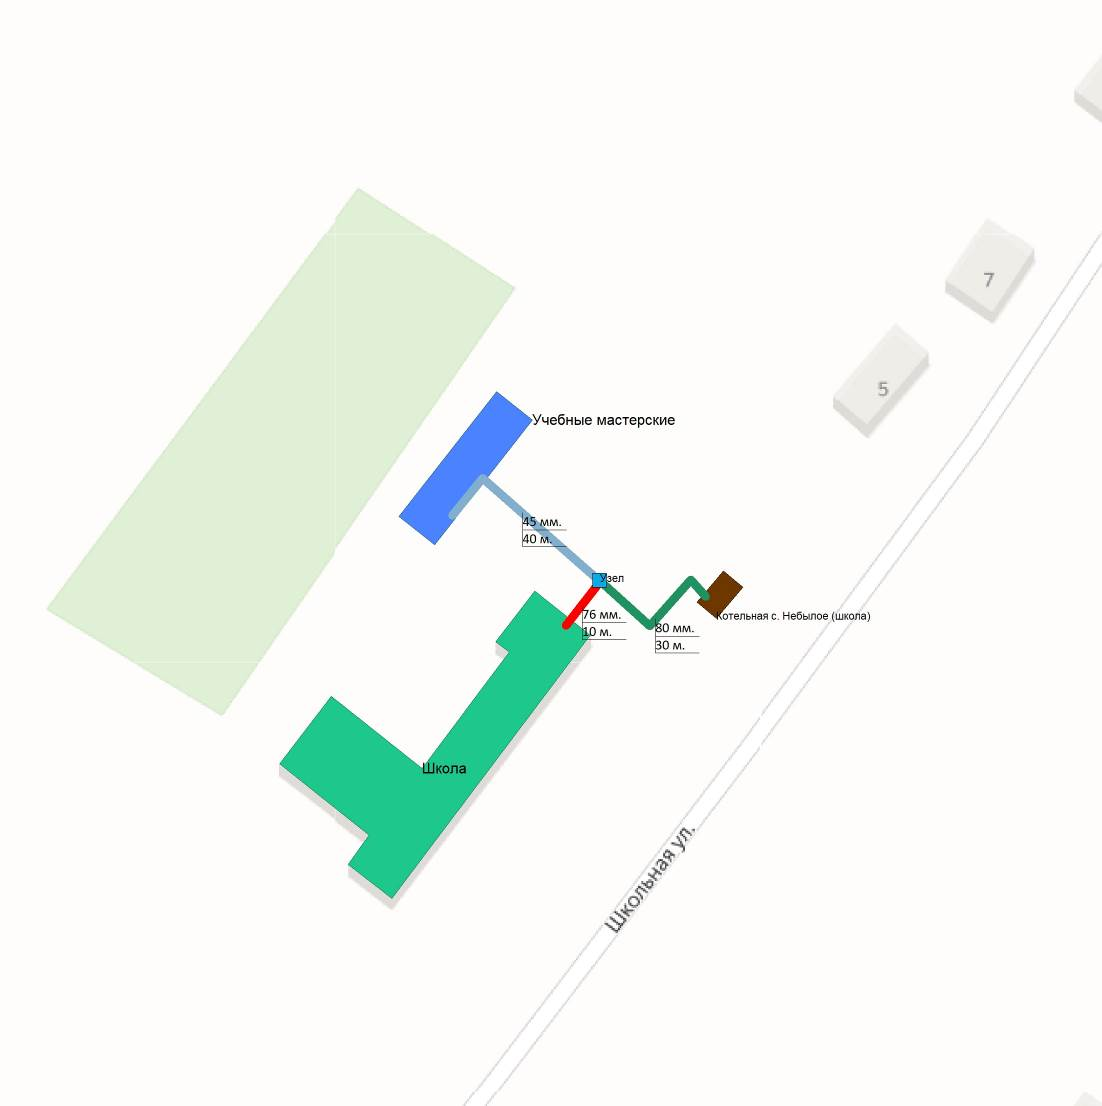 7
5
Учебные мастерские
45 мм.
40 м.
Узел
76 мм.
10 м.
Котельная с. Небылое (школа)
80 мм.
30 м.
Школа
Школьная ул.